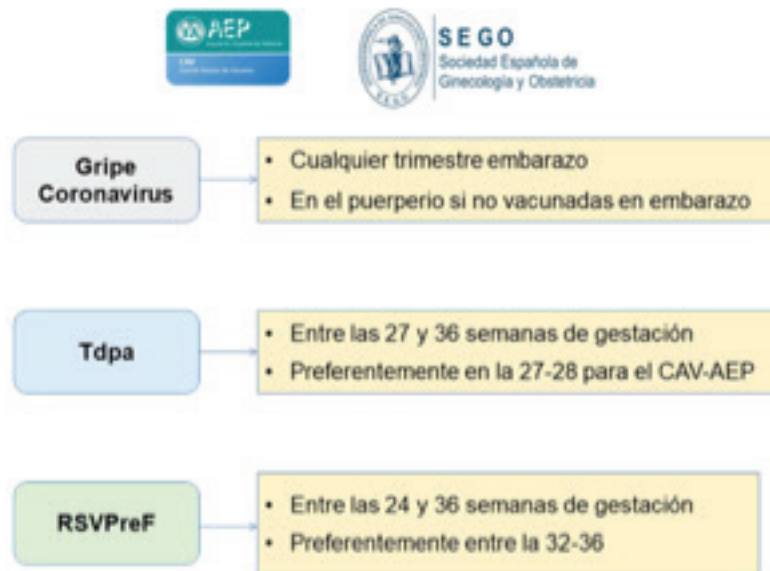 AEP
CAV
SEGO
Sociedad Española de
Ginecología y Obstetricia
Gripe
Coronavirus
• Cualquier trimestre embarazo
• En el puerperio si no vacunadas en embarazo
Tdpa
• Entre las 27 y 36 semanas de gestación
• Preferentemente en la 27-28 para el CAV-AEP
RSVPreF
• Entre las 24 y 36 semanas de gestación
• Preferentemente entre la 32-36